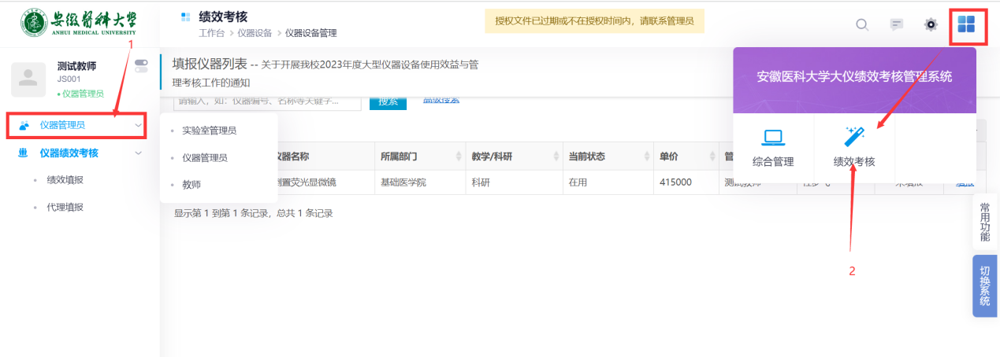 安徽医科大学
ANHUI MEDICAL UNIVERSITY
绩效考核
工作台 > 仪器设备 > 仪器设备管理
授权文件已过期或不在授权时间内，请联系管理员
1
测试教师
JS001
• 仪器管理员
填报仪器列表 -- 关于开展我校2023年度大型仪器设备使用效益与管
理考核工作的通知
安徽医科大学大仪绩效考核管理系统
请输入，如：仪器编号、名称等关键字...
搜索
高级搜索
仪器管理员
仪器绩效考核
• 绩效填报
• 代理填报
• 实验室管理员
• 仪器管理员
• 教师
综合管理
绩效考核
仪器名称
所属部门
教学/科研
当前状态
单价
管
倒置荧光显微镜
基础医学院
科研
在用
415000
测试教师
未填报
填报
显示第 1 到第 1 条记录，总共 1 条记录
2
常用功能
切换系统